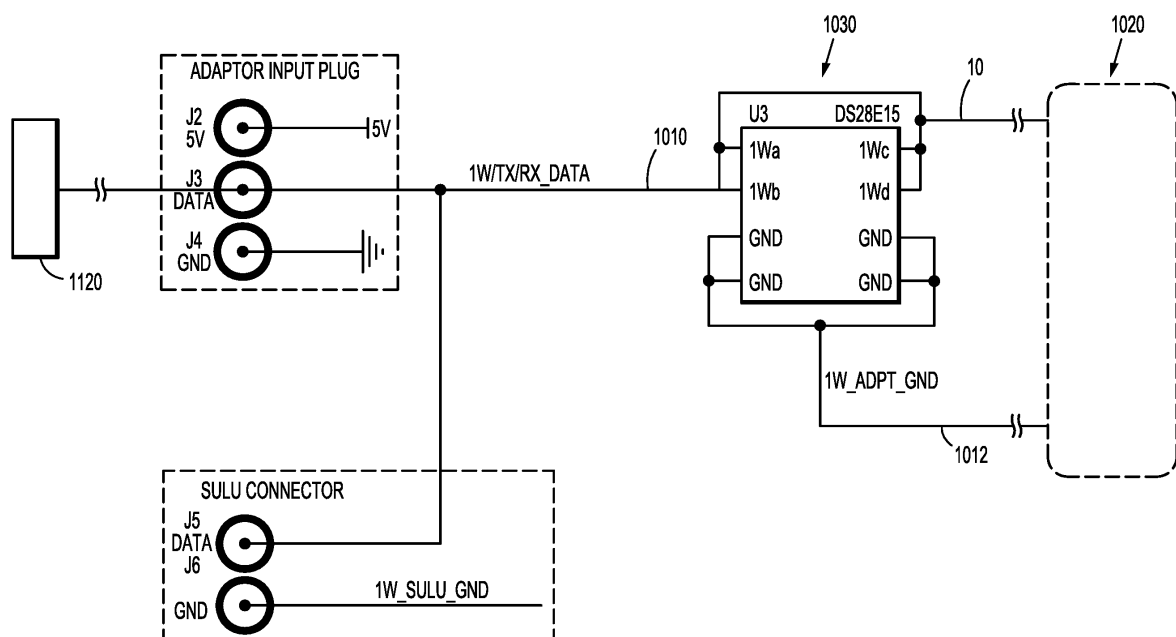 1030
1020
ADAPTOR INPUT PLUG
10
J2
5V
5V
U3
DS28E15
1010
1Wa
1Wc
1W/TX/RX_DATA
J3
DATA
1Wb
1Wd
J4
GND
GND
GND
GND
GND
1120
1W_ADPT_GND
1012
SULU CONNECTOR
J5
DATA
J6
1W_SULU_GND
GND